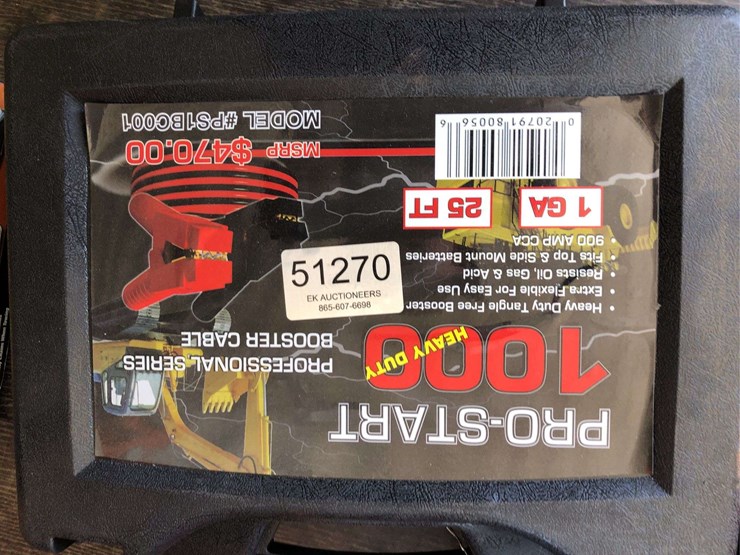 PRO-START
1000
HEAVY DUTY
PROFESSIONAL SERIES
BOOSTER CABLE
• Heavy Duty Tangle Free Booster
• Extra Flexible For Easy Use
• Resists Oil, Gas & Acid
• Fits Top & Side Mount Batteries
• 900 AMP CCA
1 GA
25 FT
0 20791 80056 6
MSRP $470.00
MODEL #PS1BC001
51270
EK AUCTIONEERS
865-607-6698